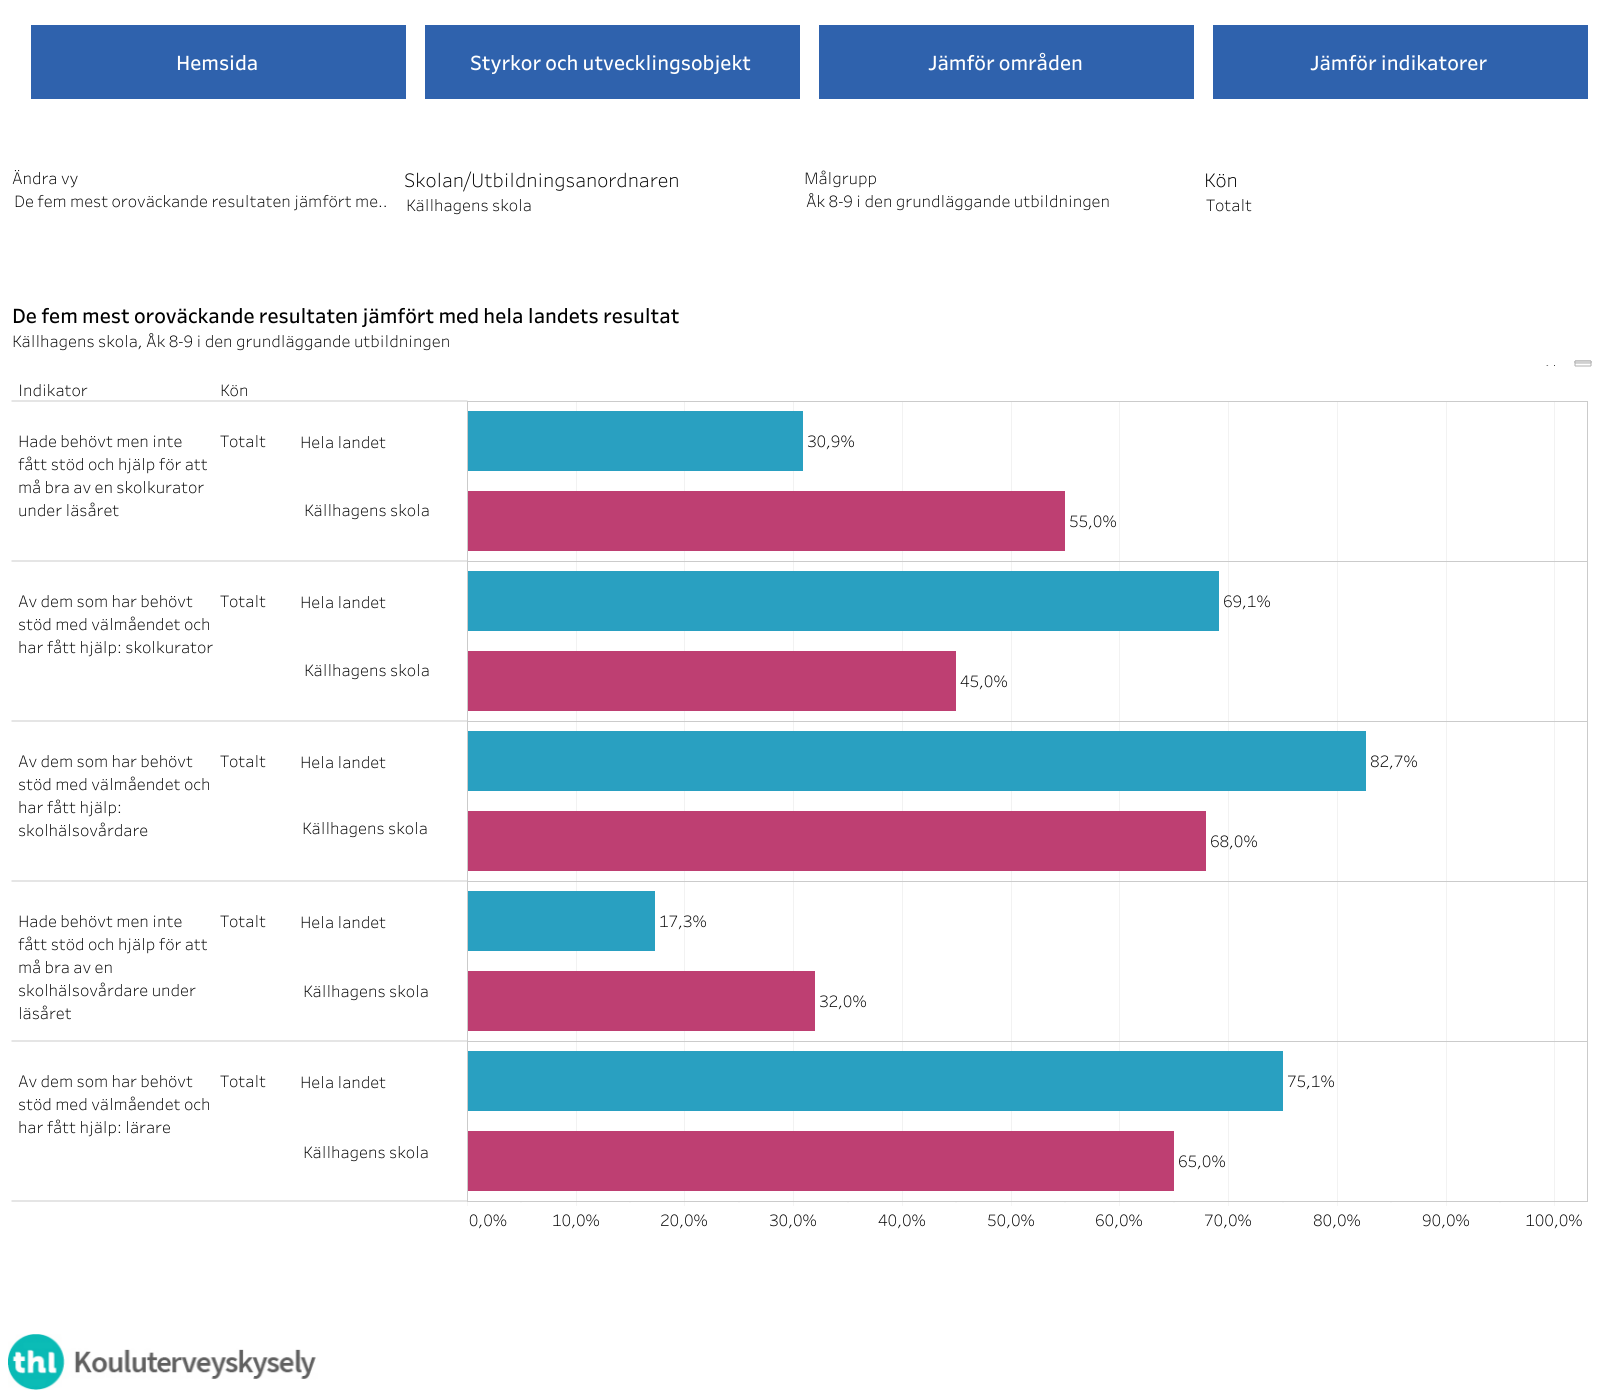 Hemsida
Styrkor och utvecklingsobjekt
Jämför områden
Jämför indikatorer
Ändra vy
De fem mest oroväckande resultaten jämfört me..
Skolan/Utbildningsanordnaren
Källhagens skola
Målgrupp
Åk 8-9 i den grundläggande utbildningen
Kön
Totalt
De fem mest oroväckande resultaten jämfört med hela landets resultat
Källhagens skola, Åk 8-9 i den grundläggande utbildningen
Indikator
Kön
Hade behövt men inte
fått stöd och hjälp för att
må bra av en skolkurator
under läsåret
Totalt
Hela landet
30,9%
Källhagens skola
55,0%
Av dem som har behövt
stöd med välmåendet och
har fått hjälp: skolkurator
Totalt
Hela landet
69,1%
Källhagens skola
45,0%
Av dem som har behövt
stöd med välmåendet och
har fått hjälp:
skolhälsovårdare
Totalt
Hela landet
82,7%
Källhagens skola
68,0%
Hade behövt men inte
fått stöd och hjälp för att
må bra av en
skolhälsovårdare under
läsåret
Totalt
Hela landet
17,3%
Källhagens skola
32,0%
Av dem som har behövt
stöd med välmåendet och
har fått hjälp: lärare
Totalt
Hela landet
75,1%
Källhagens skola
65,0%
0,0% 10,0% 20,0% 30,0% 40,0% 50,0% 60,0% 70,0% 80,0% 90,0% 100,0%
thl Kouluterveyskysely